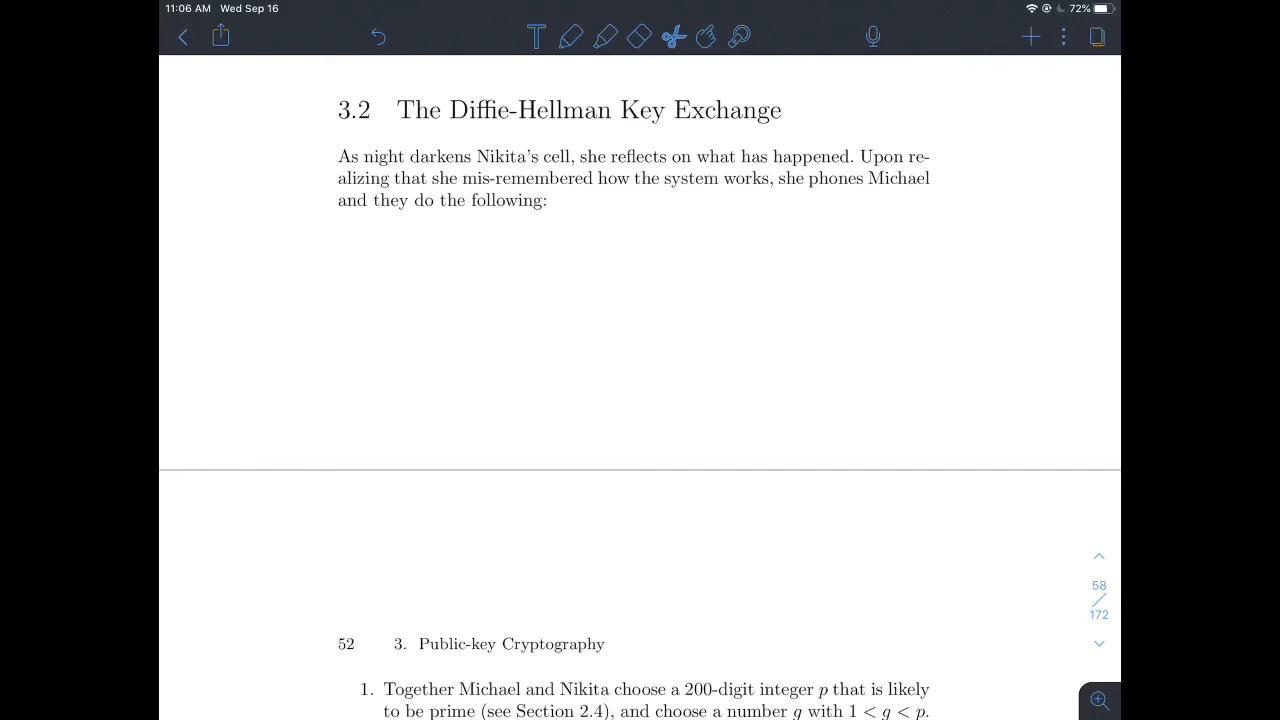 11:06 AM Wed Sep 16
72%
3.2 The Diffie-Hellman Key Exchange
As night darkens Nikita's cell, she reflects on what has happened. Upon re-
alizing that she mis-remembered how the system works, she phones Michael
and they do the following:
58
172
52 3. Public-key Cryptography
1. Together Michael and Nikita choose a 200-digit integer p that is likely
to be prime (see Section 2.4), and choose a number g with 1 < g < p.